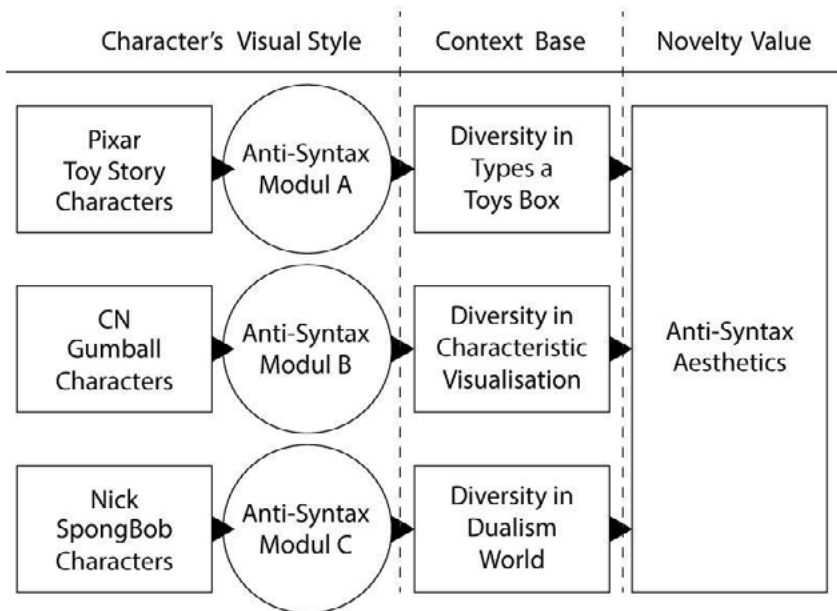 Character's Visual Style
Context Base
Novelty Value
Pixar
Toy Story
Characters
Anti-Syntax
Modul A
Diversity in
Types a
Toys Box
CN
Gumball
Characters
Anti-Syntax
Modul B
Diversity in
Characteristic
Visualisation
Nick
SpongBob
Characters
Anti-Syntax
Modul C
Diversity in
Dualism
World
Anti-Syntax
Aesthetics